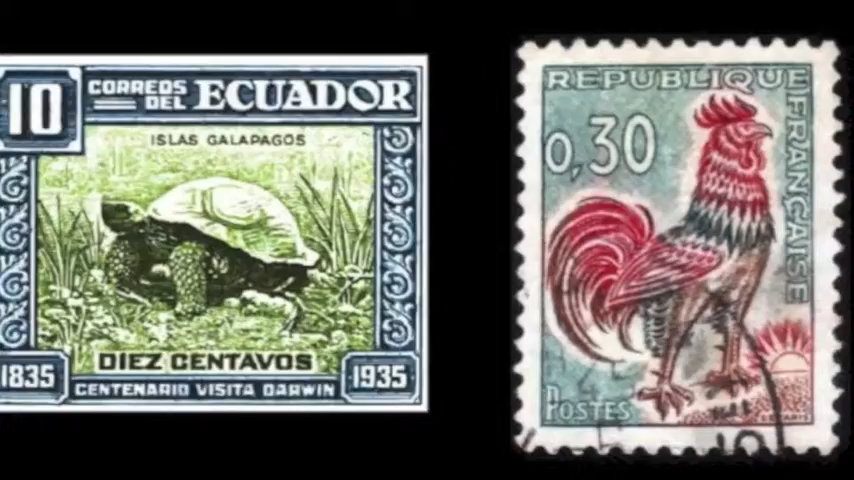 10
CORREOS DEL ECUADOR
ISLAS GALAPAGOS
DIEZ CENTAVOS
1835 CENTENARIO VISITA DARWIN 1935
REPUBLIQUE FRANÇAISE
0,30
POSTES